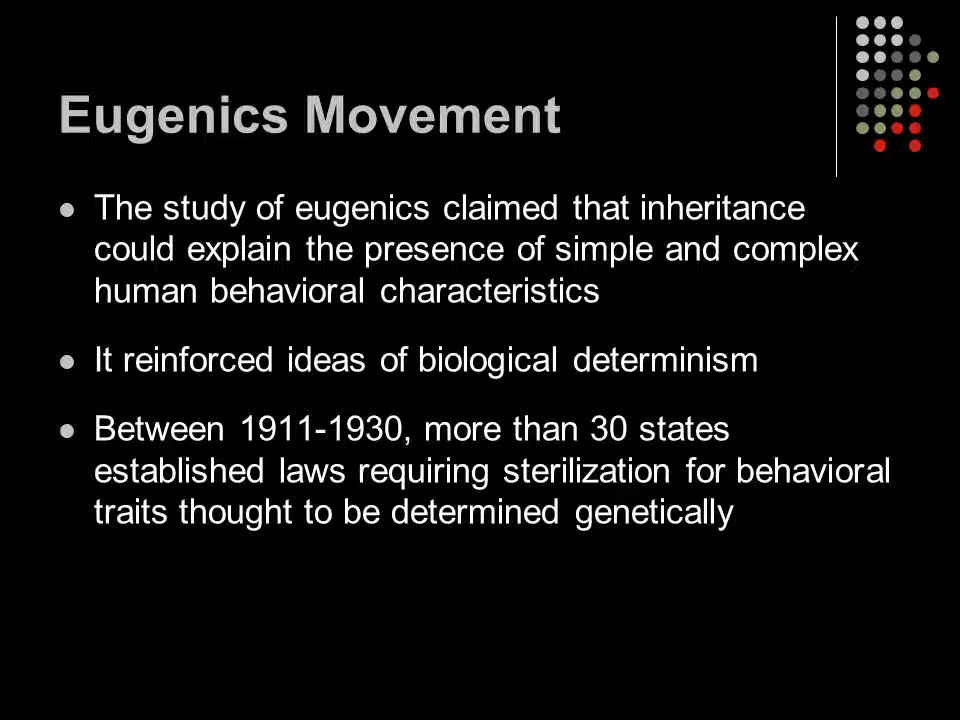 Eugenics Movement
The study of eugenics claimed that inheritance
could explain the presence of simple and complex
human behavioral characteristics
It reinforced ideas of biological determinism
Between 1911-1930, more than 30 states
established laws requiring sterilization for behavioral
traits thought to be determined genetically